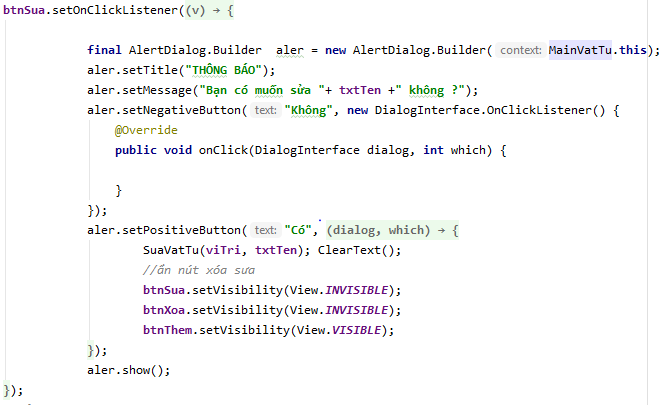 btnSua.setOnClickListener((v) → {
final AlertDialog.Builder aler = new AlertDialog.Builder( context: MainVatTu.this);
aler.setTitle("THÔNG BÁO");
aler.setMessage("Bạn có muốn sửa "+ txtTen +" không ?");
aler.setNegativeButton( text: "Không", new DialogInterface.OnClickListener() {
@Override
public void onClick(DialogInterface dialog, int which) {
}
});
aler.setPositiveButton( text: "Có", (dialog, which) → {
SuaVatTu(viTri, txtTen); ClearText();
//ẩn nút xóa sưa
btnSua.setVisibility(View.INVISIBLE);
btnXoa.setVisibility(View.INVISIBLE);
btnThem.setVisibility(View.VISIBLE);
});
aler.show();
});